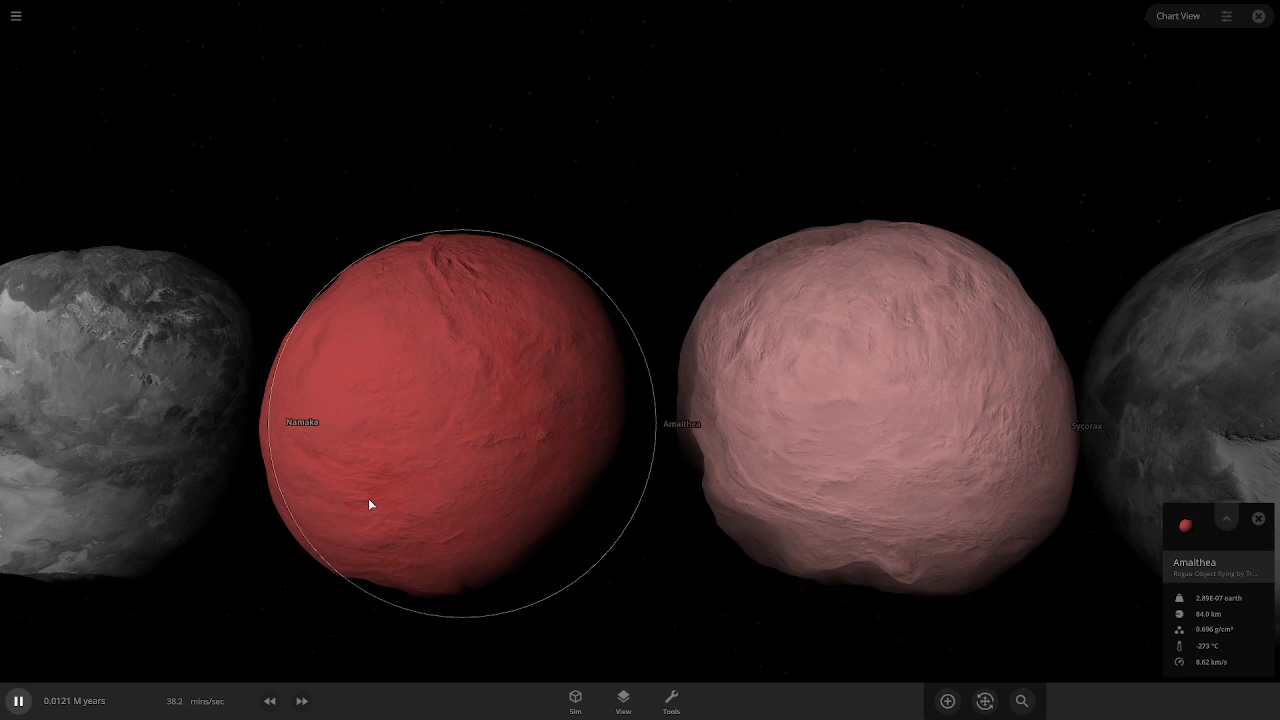 Chart View
Namaka
Amalthea
Sycorax
Amalthea
Rogue Object flying by Tr...
2.89E-07 earth
84.0 km
0.696 g/cm³
-273 °C
8.62 km/s
0.0121 M years
38.2 mins/sec
Sim
View
Tools